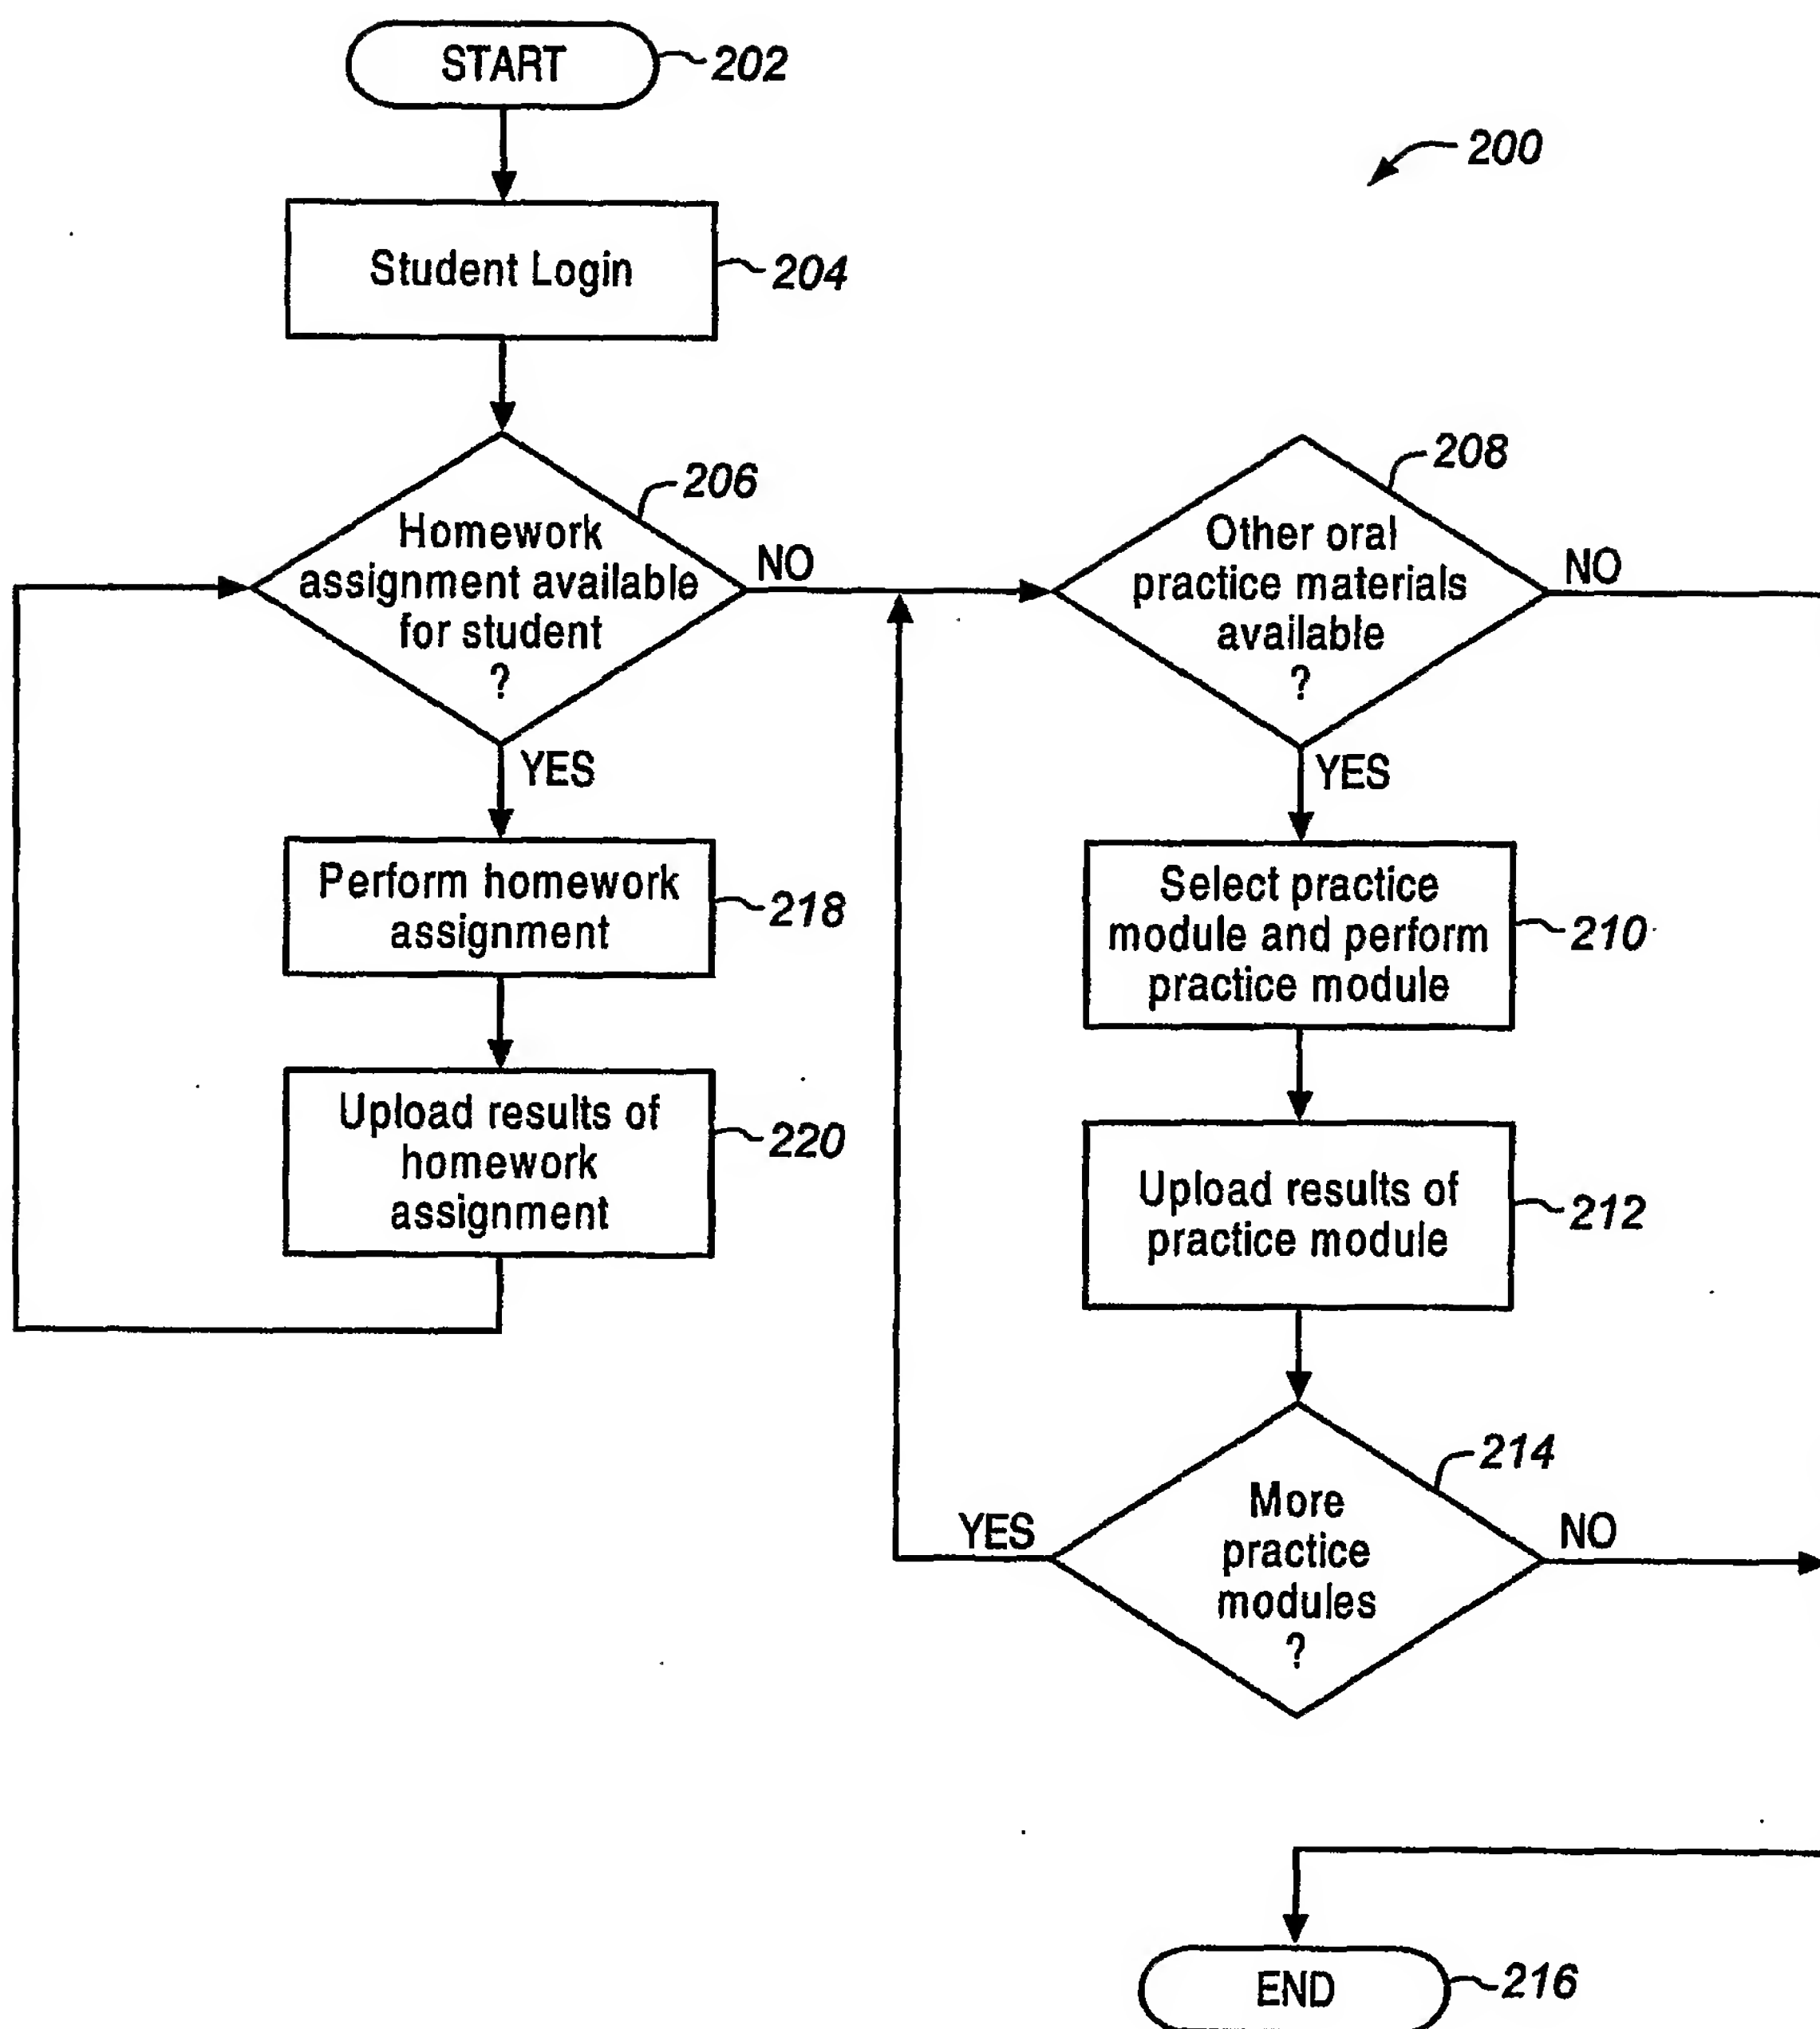 START
202
200
Student Login
204
206
Homework
assignment available
for student
?
NO
YES
208
Other oral
practice materials
available
?
NO
YES
Perform homework
assignment
218
Select practice
module and perform
practice module
210
Upload results of
homework
assignment
220
Upload results of
practice module
212
214
More
practice
modules
?
YES
NO
END
216